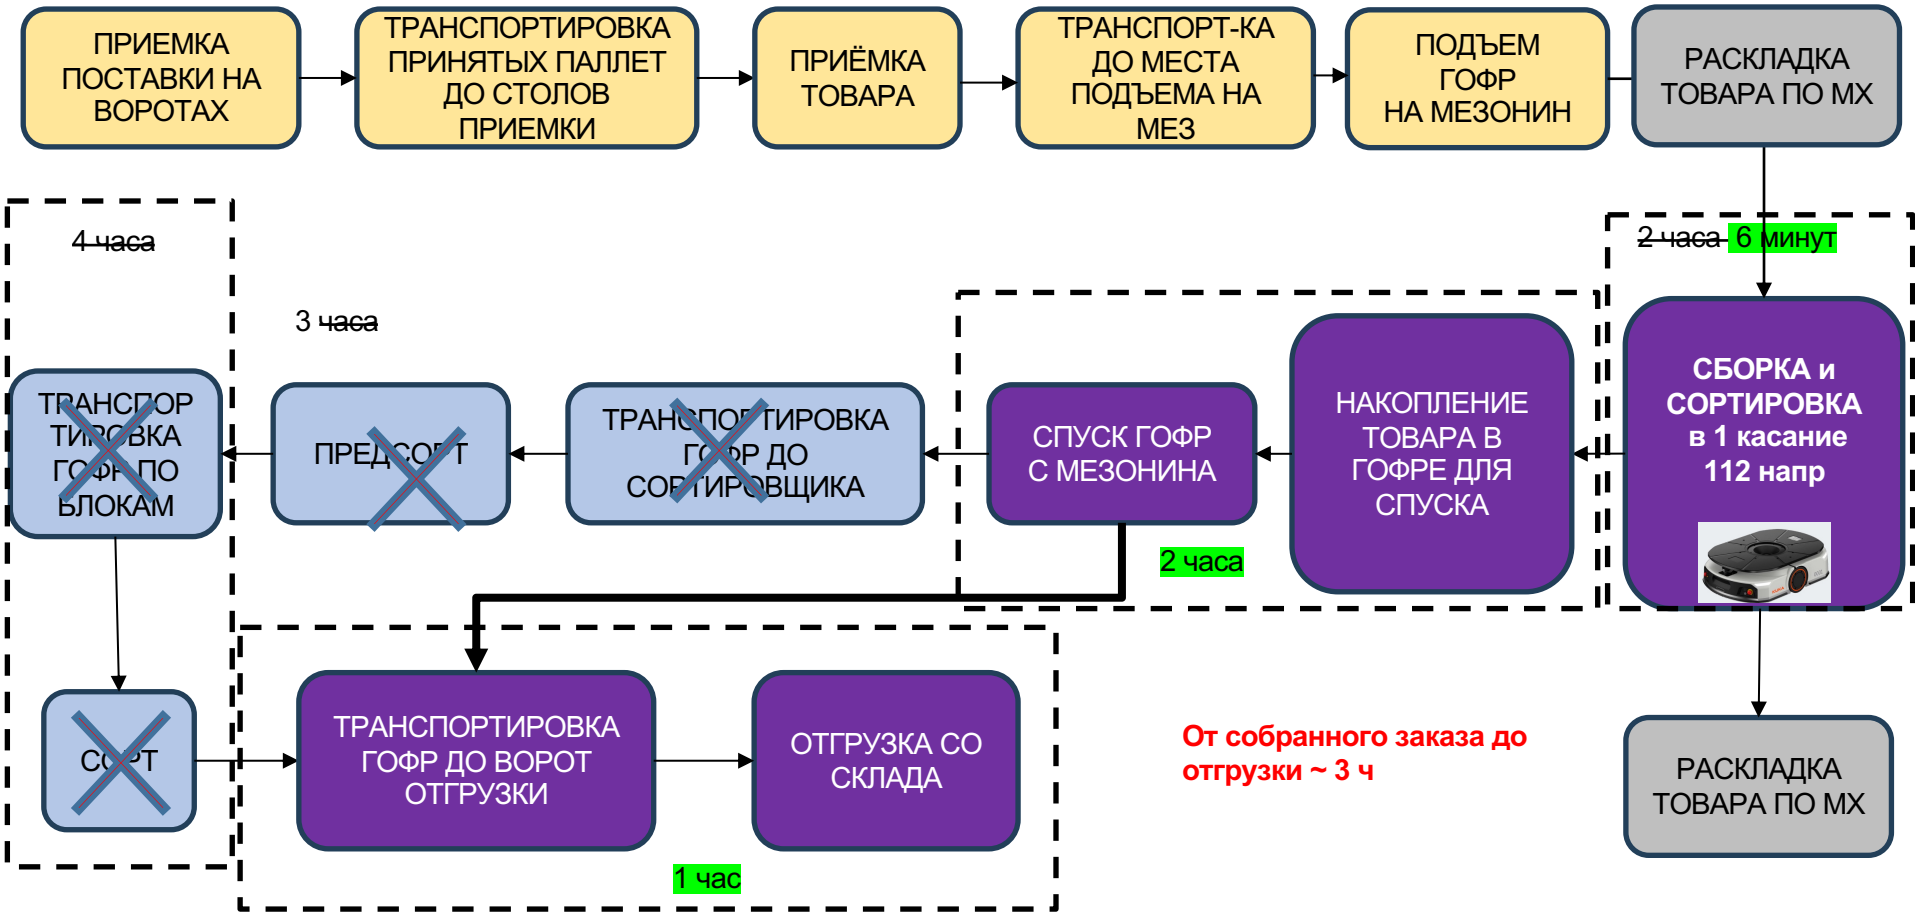 ПРИЕМКА
ПОСТАВКИ НА
ВОРОТАХ
ТРАНСПОРТИРОВКА
ПРИНЯТЫХ ПАЛЛЕТ
ДО СТОЛОВ
ПРИЕМКИ
ПРИЁМКА
ТОВАРА
ТРАНСПОРТ-КА
ДО МЕСТА
ПОДЪЕМА НА
МЕЗ
ПОДЪЕМ
ГОФР
НА МЕЗОНИН
РАСКЛАДКА
ТОВАРА ПО МХ
4 часа
3 часа
2 часа 6 минут
ТРАНСПОР
ТИРОВКА
ГОФР ПО
БЛОКАМ
ПРЕДСОРТ
ТРАНСПОРТИРОВКА
ГОФР ДО
СОРТИРОВЩИКА
СПУСК ГОФР
С МЕЗОНИНА
НАКОПЛЕНИЕ
ТОВАРА В
ГОФРЕ ДЛЯ
СПУСКА
СБОРКА и
СОРТИРОВКА
в 1 касание
112 напр
2 часа
СОРТ
ТРАНСПОРТИРОВКА
ГОФР ДО ВОРОТ
ОТГРУЗКИ
ОТГРУЗКА СО
СКЛАДА
От собранного заказа до
отгрузки ~ 3 ч
РАСКЛАДКА
ТОВАРА ПО МХ
1 час